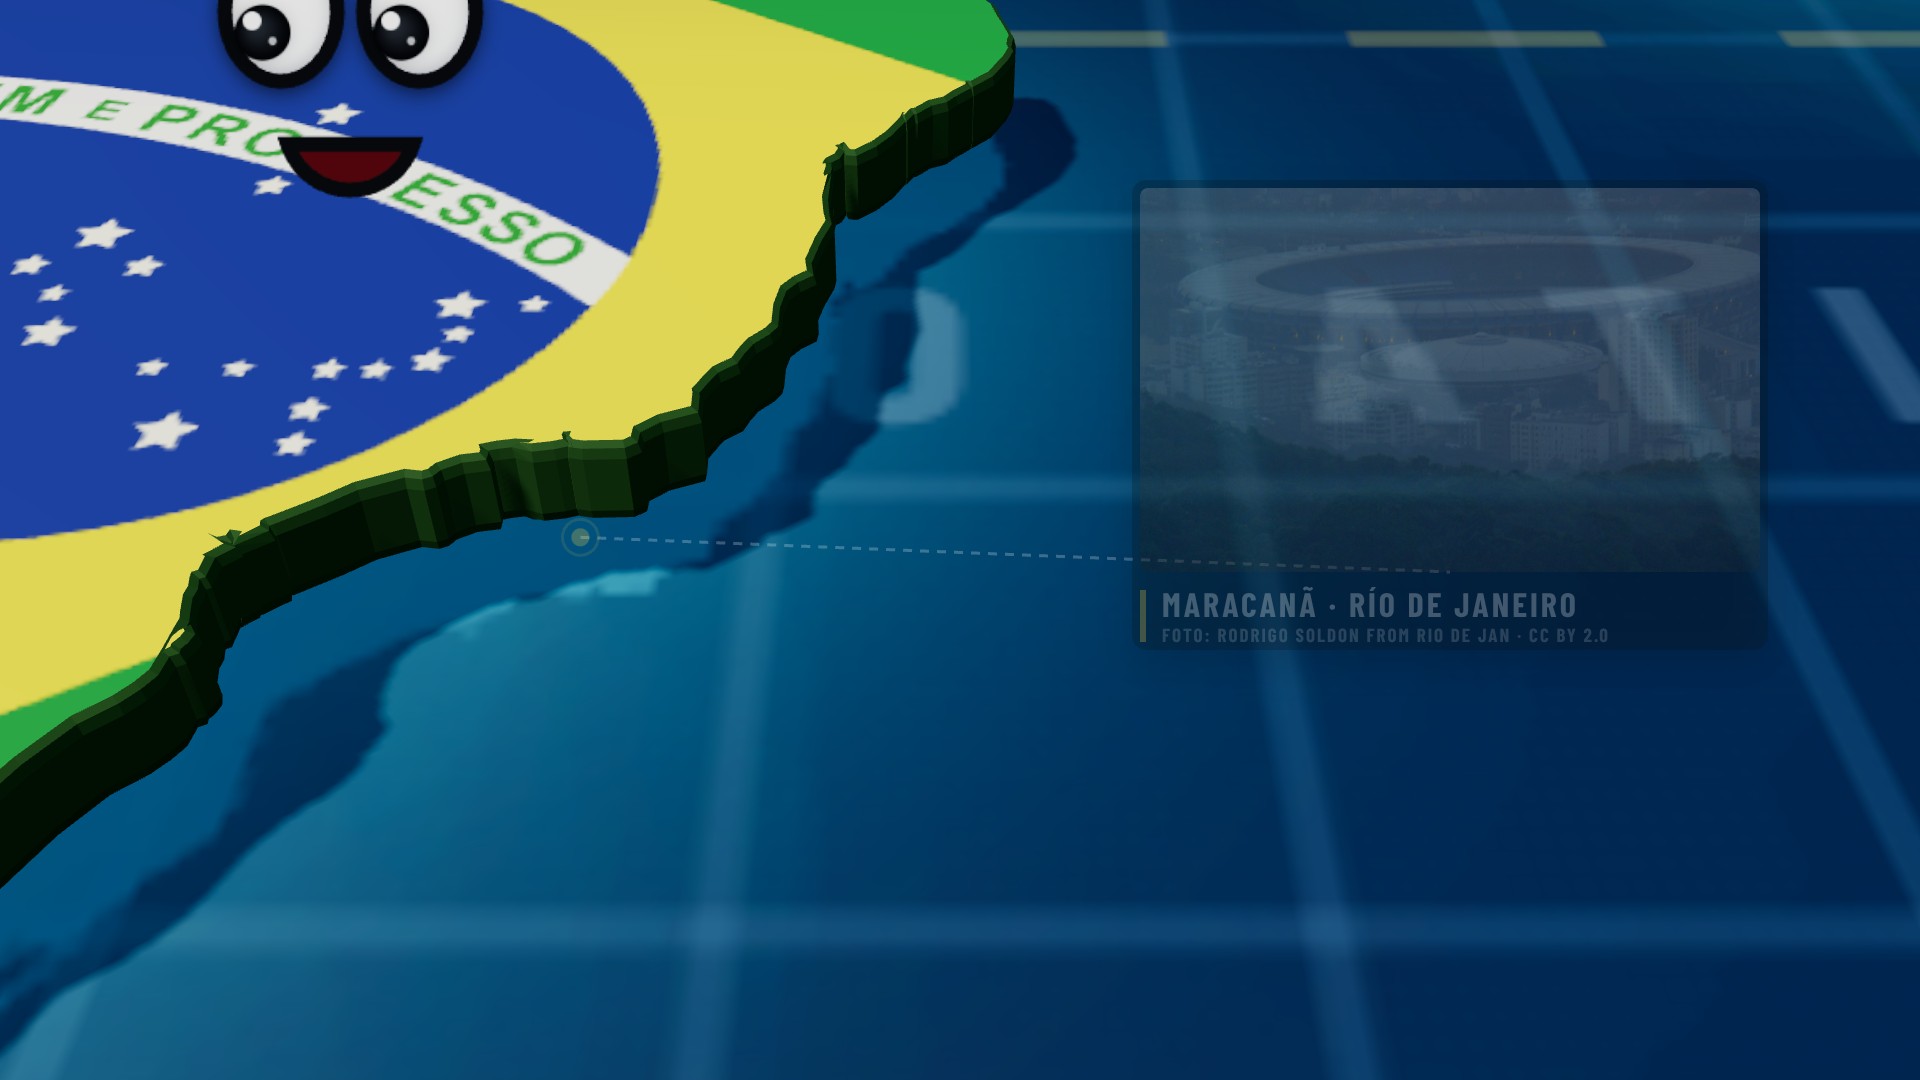 M E PRO ESSO
MARACANÃ · RÍO DE JANEIRO
FOTO: RODRIGO SOLDON FROM RIO DE JAN · CC BY 2.0